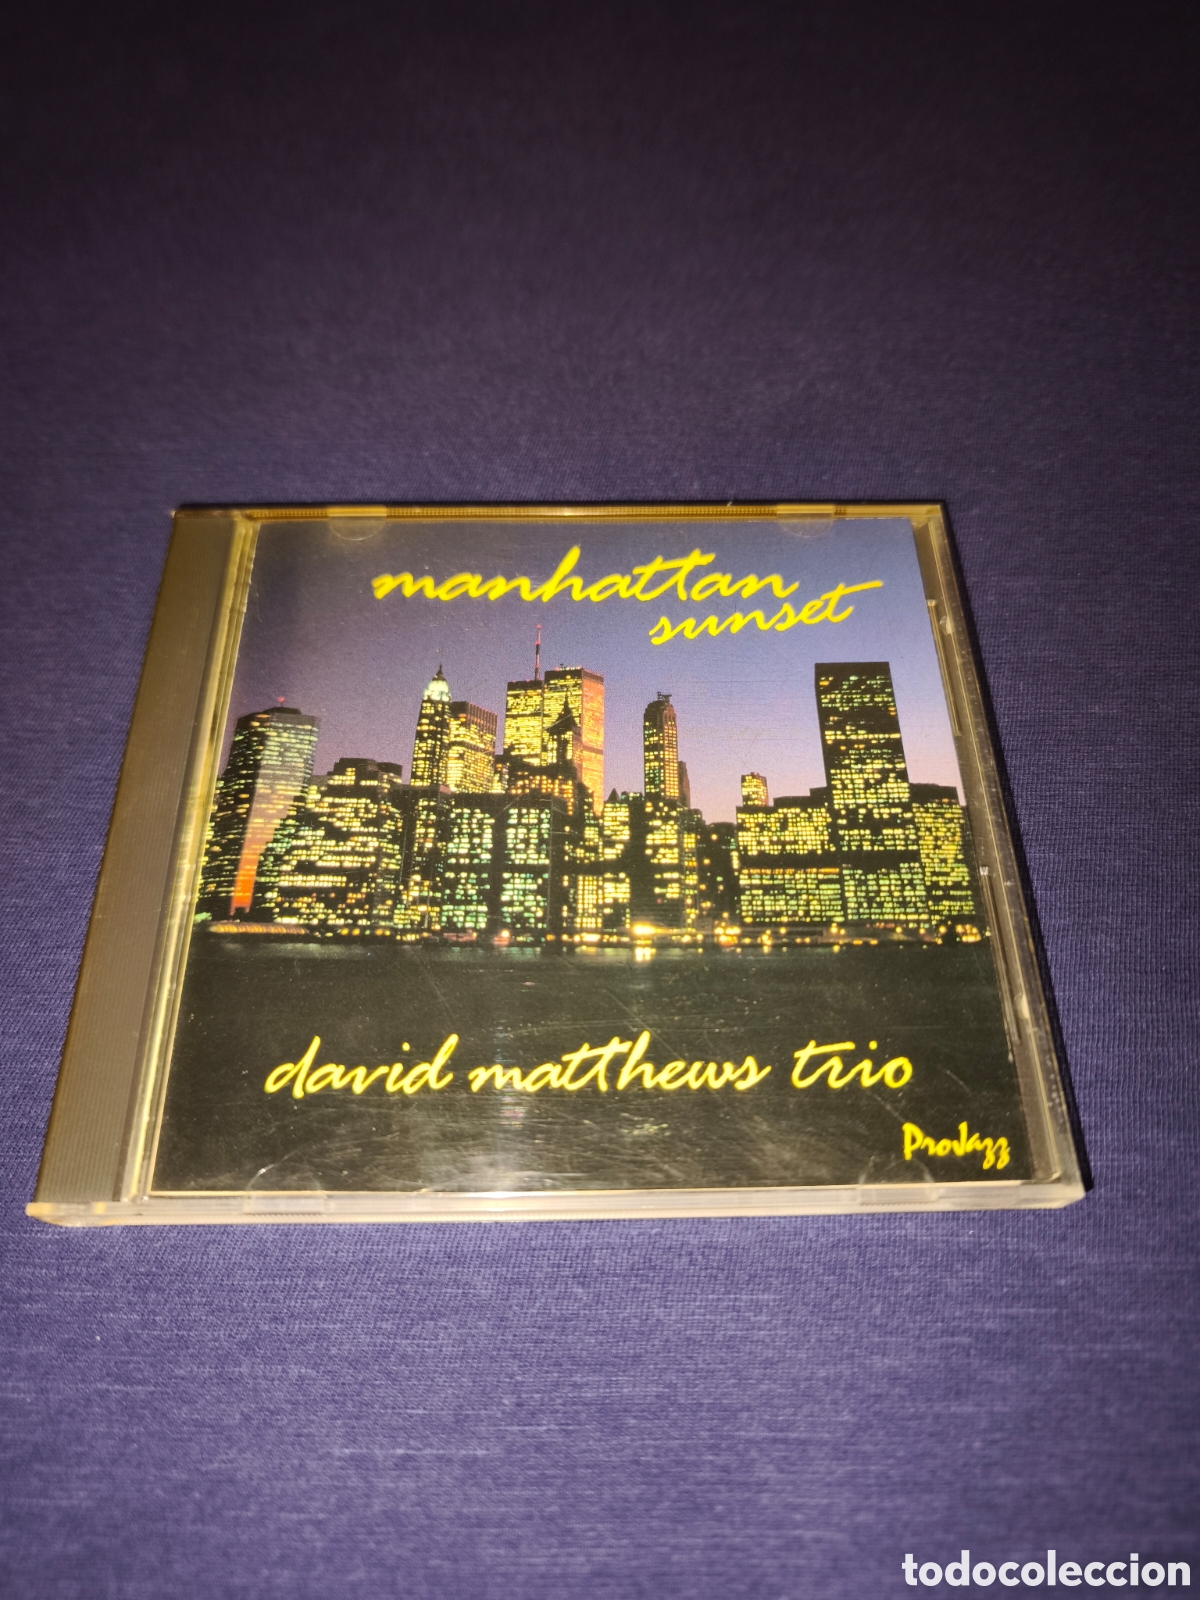 manhattan
sunset
david matthews trio
ProJazz
todocoleccion